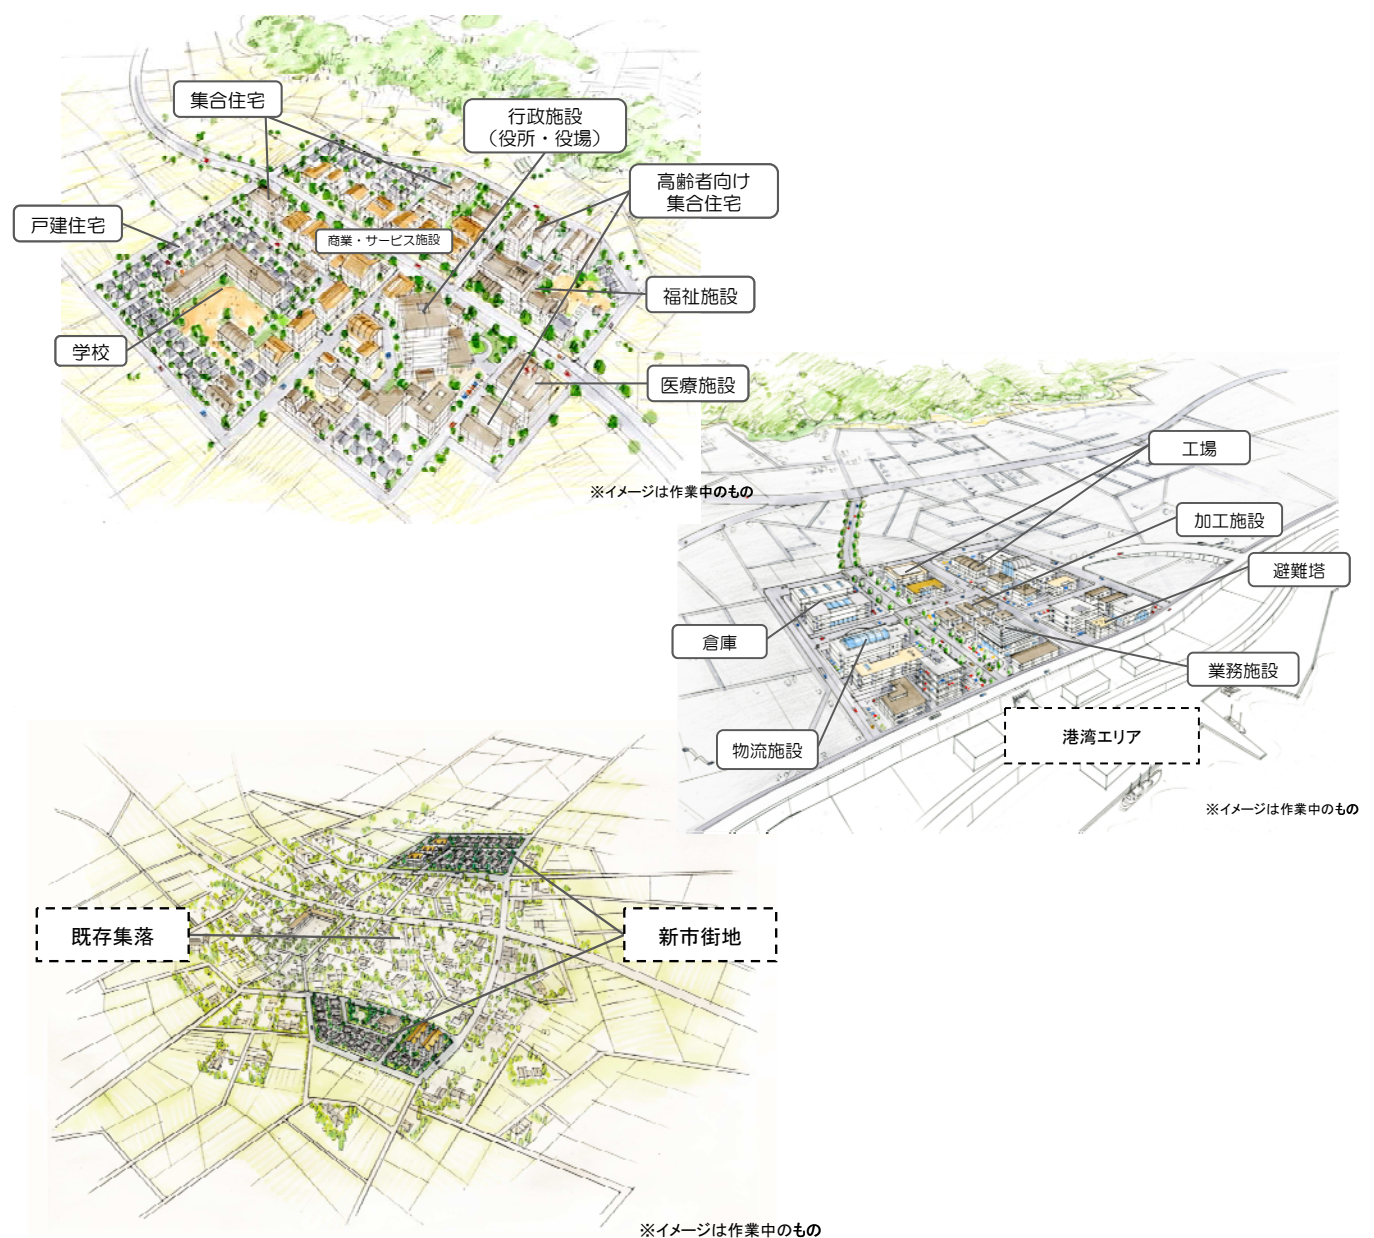 集合住宅
行政施設
（役所・役場）
高齢者向け
集合住宅
戸建住宅
商業・サービス施設
福祉施設
学校
医療施設
※イメージは作業中のもの
工場
加工施設
避難塔
倉庫
業務施設
物流施設
港湾エリア
※イメージは作業中のもの
既存集落
新市街地
※イメージは作業中のもの